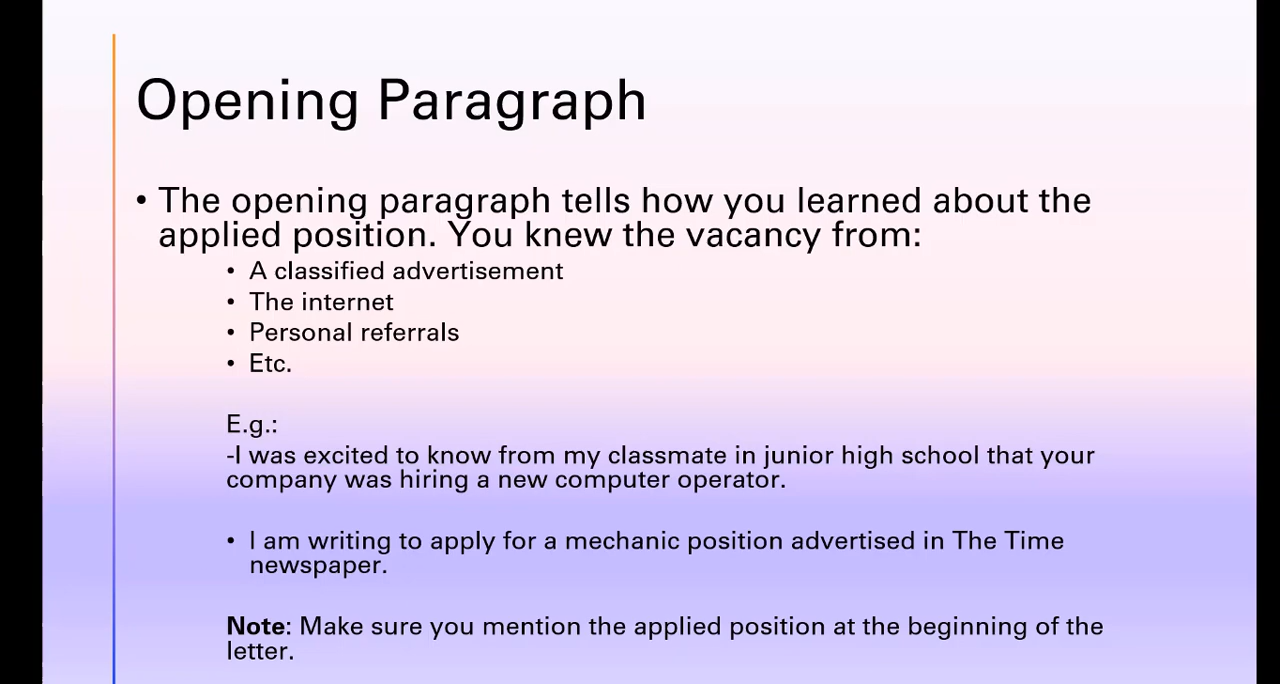 Opening Paragraph
• The opening paragraph tells how you learned about the
applied position. You knew the vacancy from:
• A classified advertisement
• The internet
• Personal referrals
• Etc.
E.g.:
-I was excited to know from my classmate in junior high school that your
company was hiring a new computer operator.
• I am writing to apply for a mechanic position advertised in The Time
newspaper.
Note: Make sure you mention the applied position at the beginning of the
letter.